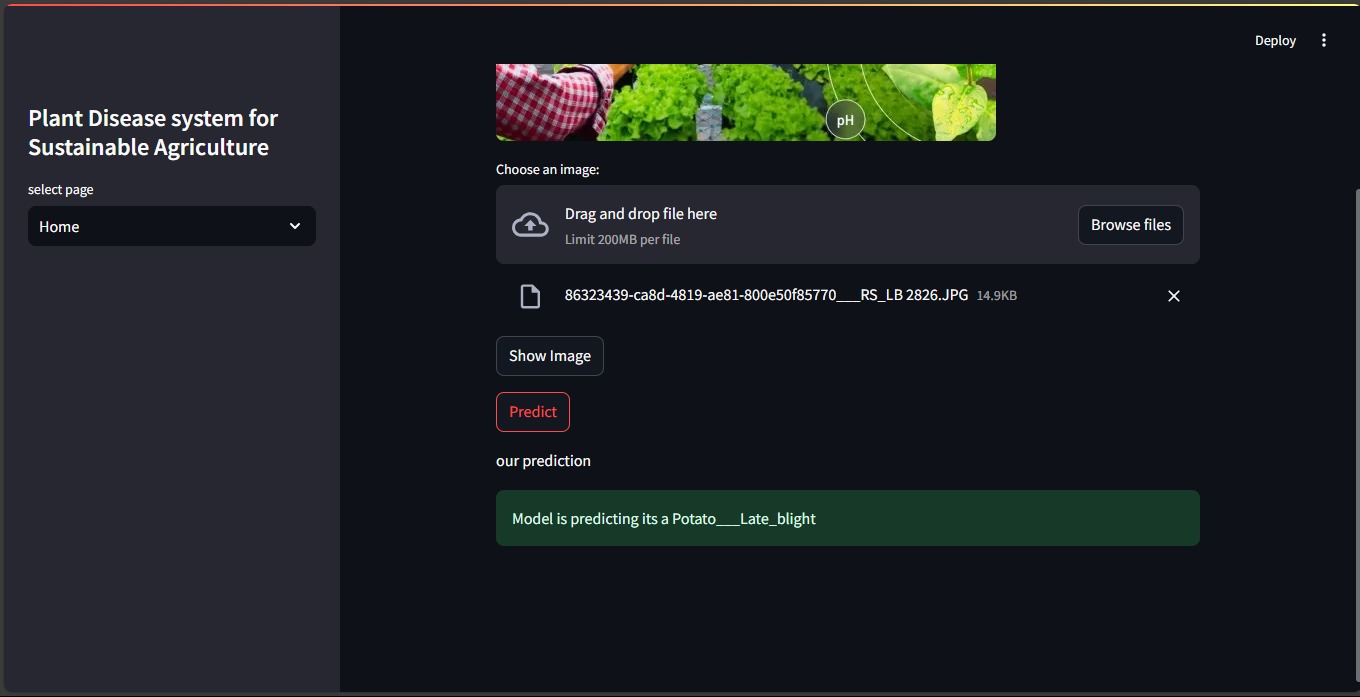 Deploy
Plant Disease system for
Sustainable Agriculture
select page
Home
pH
Choose an image:
Drag and drop file here
Limit 200MB per file
Browse files
86323439-ca8d-4819-ae81-800e50f85770___RS_LB 2826.JPG 14.9KB
Show Image
Predict
our prediction
Model is predicting its a Potato___Late_blight